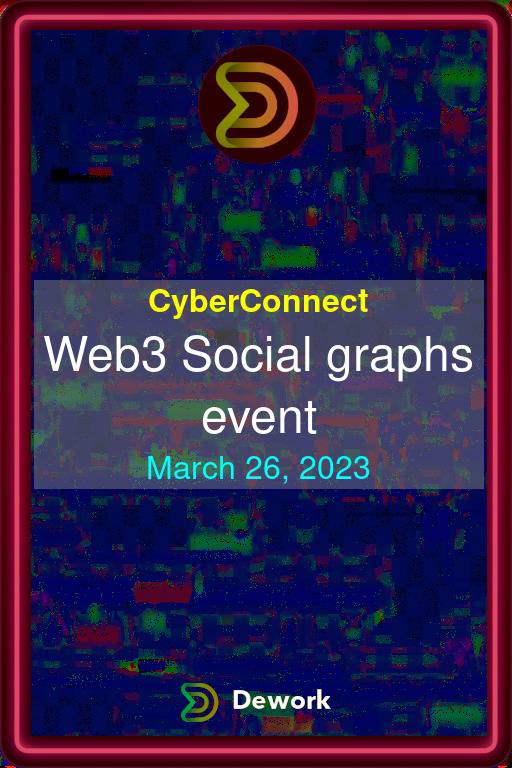 CyberConnect
Web3 Social graphs
event
March 26, 2023
Dework